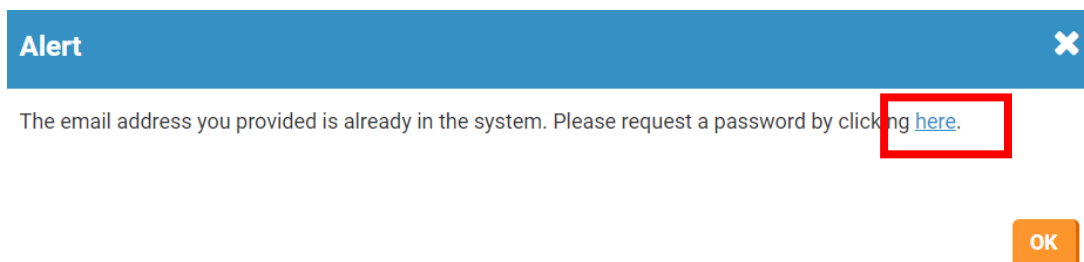 Alert
The email address you provided is already in the system. Please request a password by clicking here.
OK